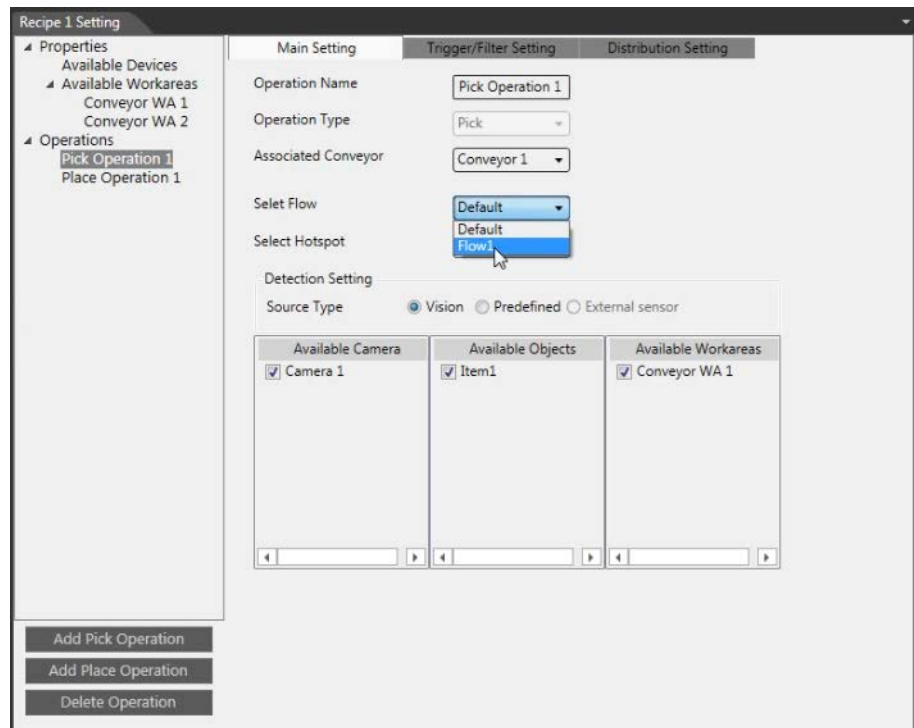 Recipe 1 Setting
Properties
Available Devices
Available Workareas
Conveyor WA 1
Conveyor WA 2
Operations
Pick Operation 1
Place Operation 1
Add Pick Operation
Add Place Operation
Delete Operation
Main Setting
Trigger/Filter Setting
Distribution Setting
Operation Name
Pick Operation 1
Operation Type
Pick
Associated Conveyor
Conveyor 1
Selet Flow
Default
Default
Flow1
Select Hotspot
Detection Setting
Source Type
Vision
Predefined
External sensor
Available Camera
Camera 1
Available Objects
Item1
Available Workareas
Conveyor WA 1